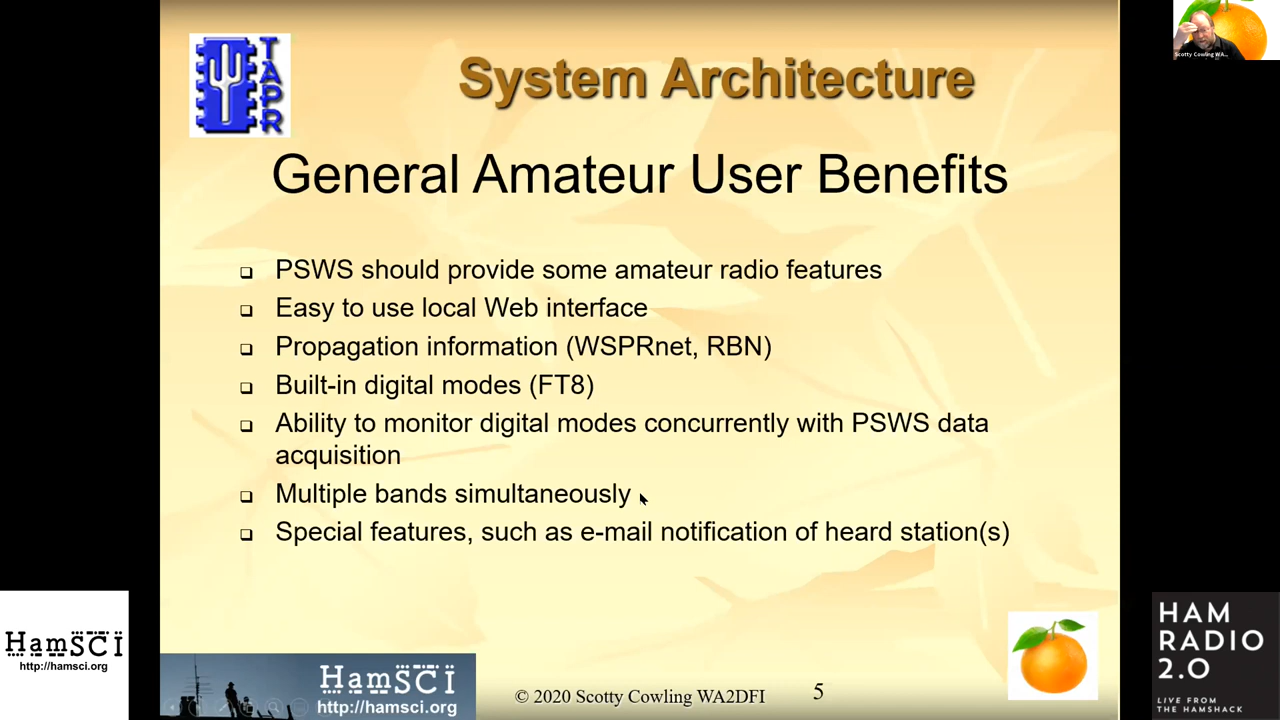 TAPR
System Architecture
Scotty Cowling WA...
General Amateur User Benefits
PSWS should provide some amateur radio features
Easy to use local Web interface
Propagation information (WSPRnet, RBN)
Built-in digital modes (FT8)
Ability to monitor digital modes concurrently with PSWS data
acquisition
Multiple bands simultaneously
Special features, such as e-mail notification of heard station(s)
HamSCI
http://hamsci.org
HamSCI
http://hamsci.org
© 2020 Scotty Cowling WA2DFI
5
HAM
RADIO
2.0
LIVE FROM
THE HAMSHACK